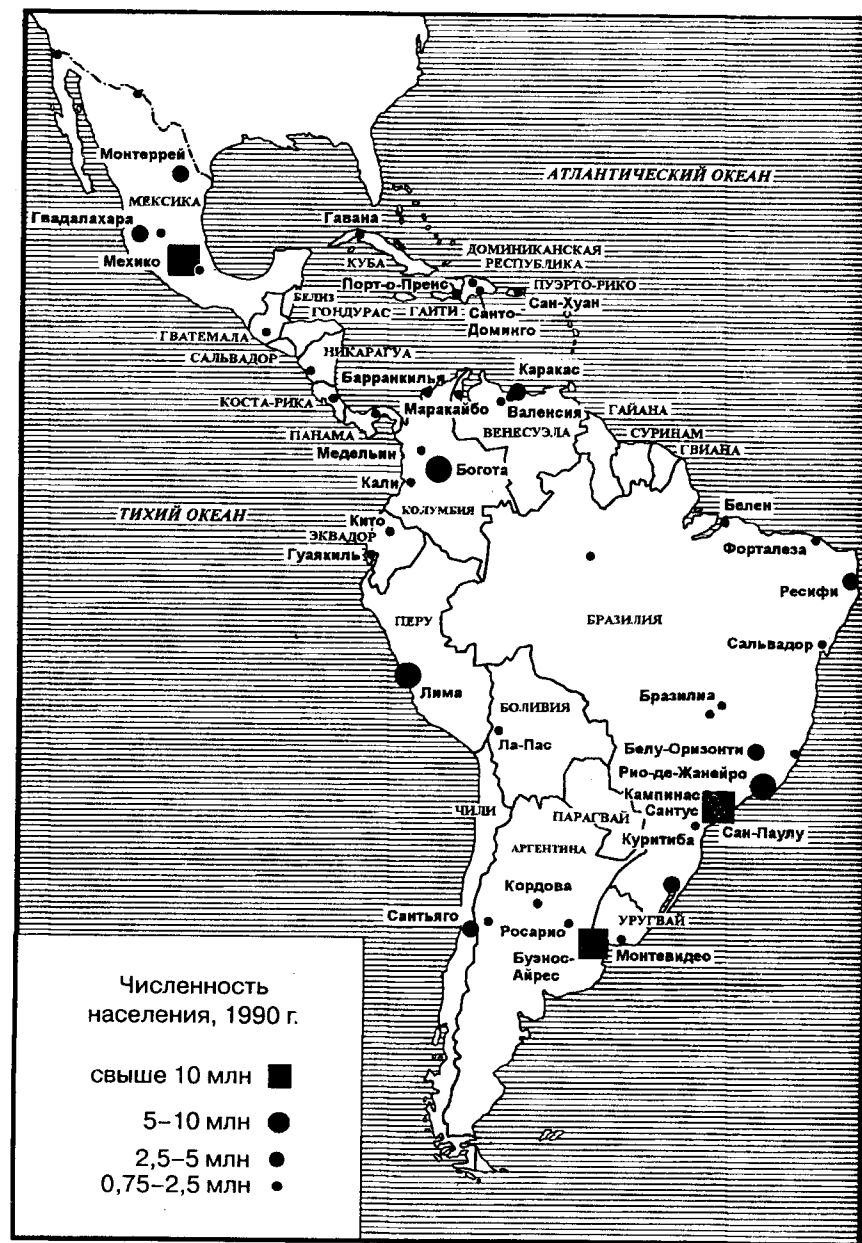 Монтеррей
АТЛАНТИЧЕСКИЙ ОКЕАН
МЕКСИКА
Гвадалахара
Гавана
Мехико
КУБА
ДОМИНИКАНСКАЯ
РЕСПУБЛИКА
Порт-о-Пренс
ПУЭРТО-РИКО
БЕЛИЗ
ГОНДУРАС
ГАИТИ
Сан-Хуан
Санто-
Доминго
ГВАТЕМАЛА
САЛЬВАДОР
НИКАРАГУА
Каракас
Барранкилья
КОСТА-РИКА
Маракайбо
Валенсия
ГАЙАНА
ПАНАМА
ВЕНЕСУЭЛА
СУРИНАМ
ГВИАНА
Медельин
Богота
Кали
КОЛУМБИЯ
Белен
ТИХИЙ ОКЕАН
Кито
ЭКВАДОР
Гуаякиль
Форталеза
Ресифи
ПЕРУ
БРАЗИЛИЯ
Сальвадор
Лима
БОЛИВИЯ
Бразилиа
Ла-Пас
Белу-Оризонти
Рио-де-Жанейро
Кампинас
ЧИЛИ
ПАРАГВАЙ
Сантус
Куритиба
Сан-Паулу
АРГЕНТИНА
Кордова
Сантьяго
Росарио
УРУГВАЙ
Буэнос-
Айрес
Монтевидео
Численность
населения, 1990 г.
свыше 10 млн
5–10 млн
2,5–5 млн
0,75–2,5 млн